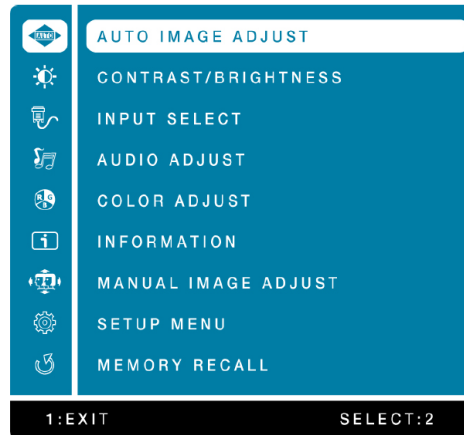 AUTO AUTO IMAGE ADJUST
CONTRAST/BRIGHTNESS
INPUT SELECT
AUDIO ADJUST
R G B COLOR ADJUST
i INFORMATION
MANUAL IMAGE ADJUST
SETUP MENU
MEMORY RECALL
1:EXIT SELECT:2